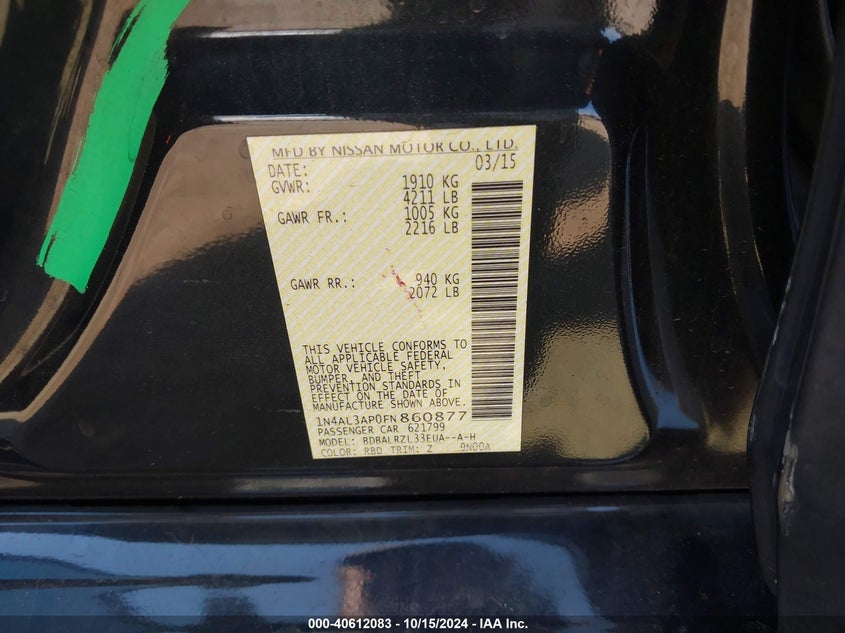 MFD BY NISSAN MOTOR CO., LTD.
DATE: 03/15
GVWR: 1910 KG
4211 LB
GAWR FR.: 1005 KG
2216 LB
GAWR RR.: 940 KG
2072 LB
THIS VEHICLE CONFORMS TO
ALL APPLICABLE FEDERAL
MOTOR VEHICLE SAFETY,
BUMPER, AND THEFT
PREVENTION STANDARDS IN
EFFECT ON THE DATE OF
MANUFACTURE SHOWN ABOVE.
1N4AL3AP0FN860877
PASSENGER CAR 621799
MODEL: BDBALRZL33EUA--A-H
COLOR: RBD TRIM: Z 9N00A
000-40612083 - 10/15/2024 - IAA Inc.